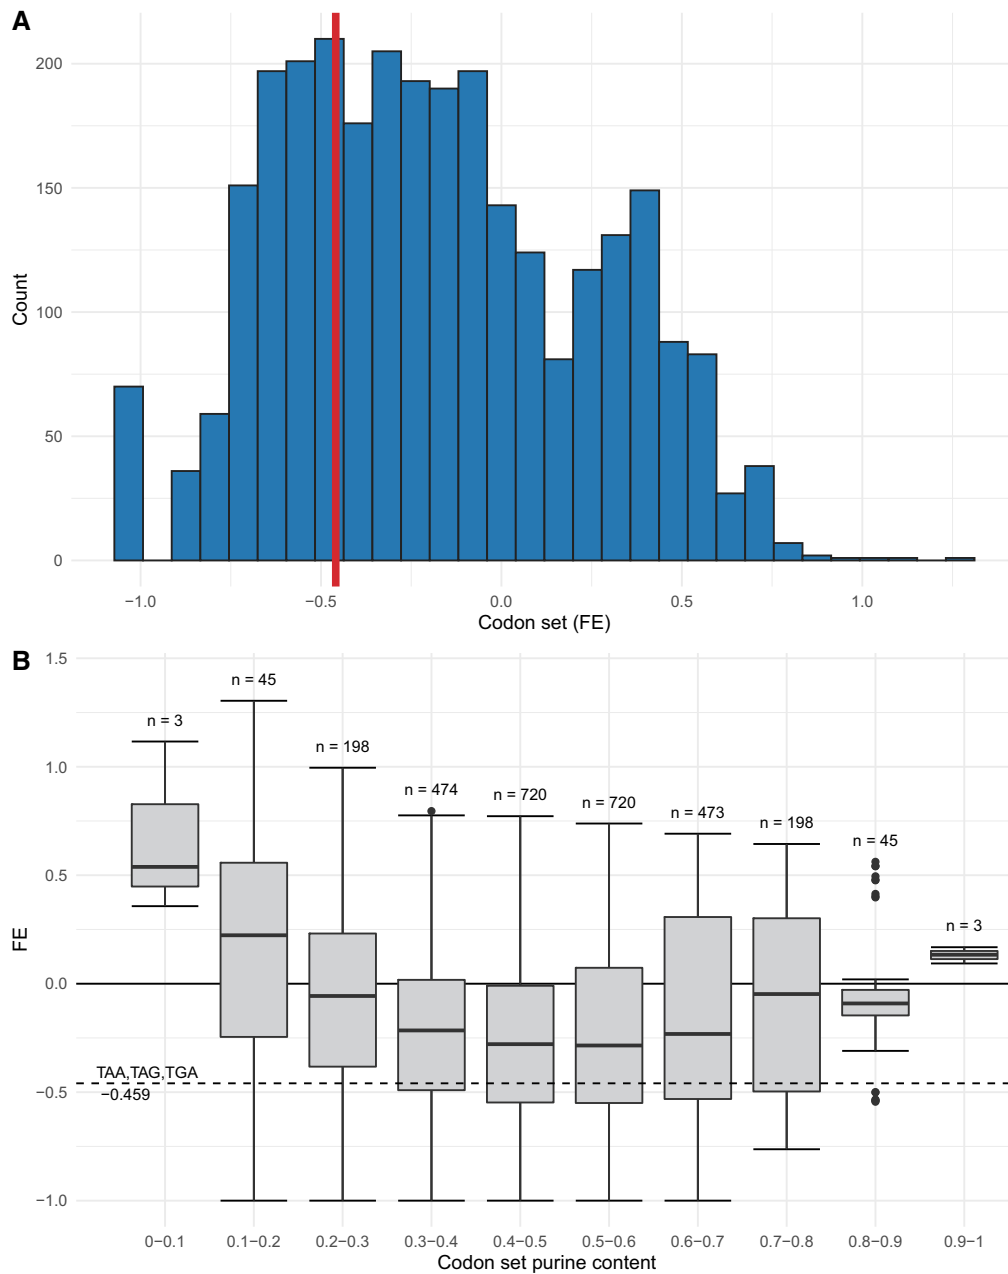 A
200
150
100
50
0
Count
−1.0 −0.5 0.0 0.5 1.0
Codon set (FE)
B
1.5
1.0
0.5
0.0
−0.5
−1.0
FE
n = 3
n = 45
n = 198
n = 474
n = 720
n = 720
n = 473
n = 198
n = 45
n = 3
TAA,TAG,TGA
−0.459
0−0.1 0.1−0.2 0.2−0.3 0.3−0.4 0.4−0.5 0.5−0.6 0.6−0.7 0.7−0.8 0.8−0.9 0.9−1
Codon set purine content